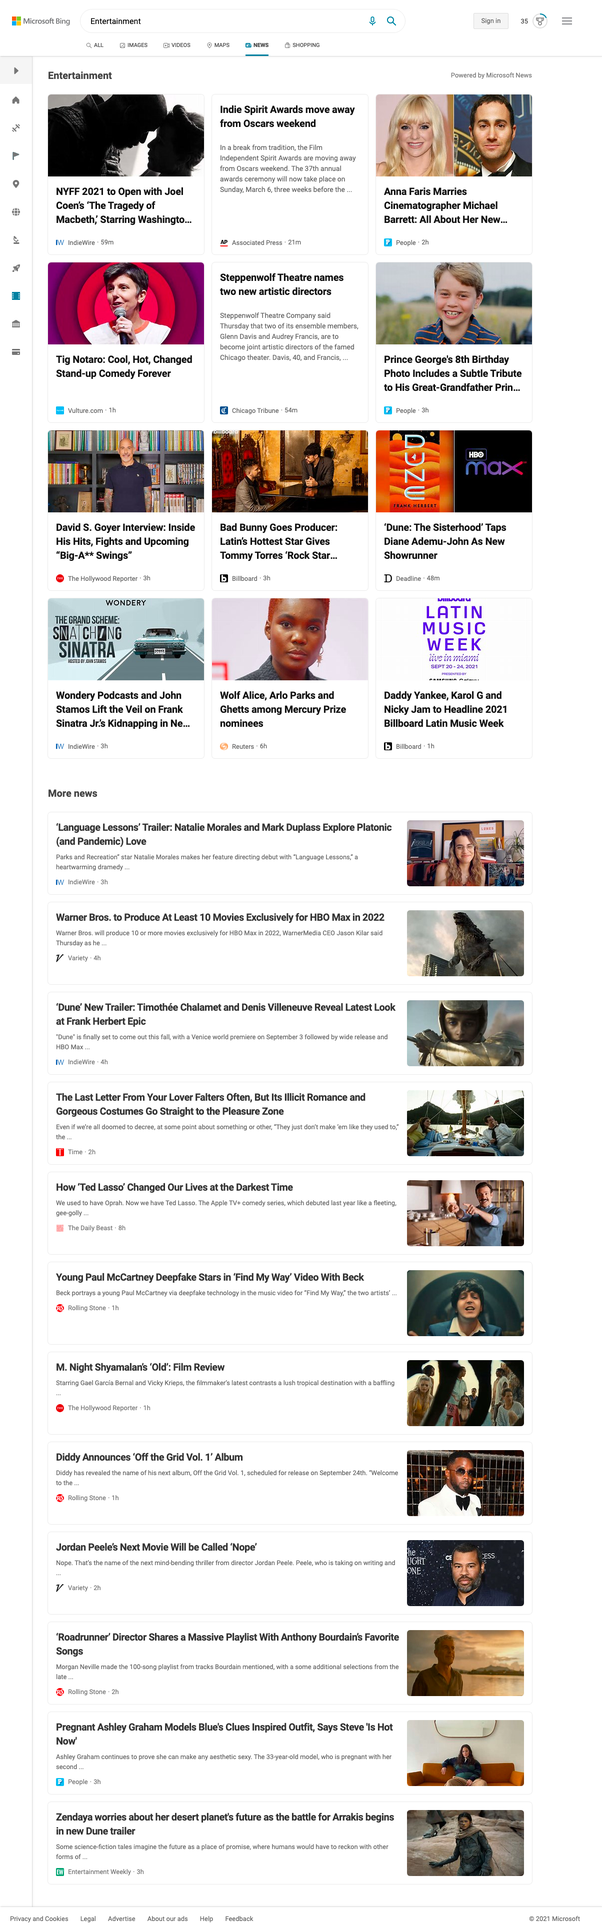 Microsoft Bing
Entertainment
Sign in
35
ALL
IMAGES
VIDEOS
MAPS
NEWS
SHOPPING
Entertainment
Powered by Microsoft News
NYFF 2021 to Open with Joel
Coen's 'The Tragedy of
Macbeth,' Starring Washingto...
IndieWire · 59m
Indie Spirit Awards move away
from Oscars weekend
In a break from tradition, the Film
Independent Spirit Awards are moving away
from Oscars weekend. The 37th annual
awards ceremony will now take place on
Sunday, March 6, three weeks before the ...
AP Associated Press · 21m
Anna Faris Marries
Cinematographer Michael
Barrett: All About Her New...
People · 2h
Tig Notaro: Cool, Hot, Changed
Stand-up Comedy Forever
Vulture.com · 1h
Steppenwolf Theatre names
two new artistic directors
Steppenwolf Theatre Company said
Thursday that two of its ensemble members,
Glenn Davis and Audrey Francis, are to
become joint artistic directors of the famed
Chicago theater. Davis, 40, and Francis, ...
Chicago Tribune · 54m
Prince George's 8th Birthday
Photo Includes a Subtle Tribute
to His Great-Grandfather Prin...
People · 3h
David S. Goyer Interview: Inside
His Hits, Fights and Upcoming
"Big-A** Swings"
The Hollywood Reporter · 3h
Bad Bunny Goes Producer:
Latin's Hottest Star Gives
Tommy Torres 'Rock Star...
Billboard · 3h
DUNE
FRANK HERBERT
HBO
max
'Dune: The Sisterhood' Taps
Diane Ademu-John As New
Showrunner
Deadline · 48m
WONDERY
THE GRAND SCHEME:
SNATCHING
SINATRA
HOSTED BY JOHN STAMOS
Wondery Podcasts and John
Stamos Lift the Veil on Frank
Sinatra Jr.'s Kidnapping in Ne...
IndieWire · 3h
Wolf Alice, Arlo Parks and
Ghetts among Mercury Prize
nominees
Reuters · 6h
billboard
LATIN
MUSIC
WEEK
live in miami
SEPT 20 - 24, 2021
PRESENTED BY
Daddy Yankee, Karol G and
Nicky Jam to Headline 2021
Billboard Latin Music Week
Billboard · 1h
More news
'Language Lessons' Trailer: Natalie Morales and Mark Duplass Explore Platonic
(and Pandemic) Love
Parks and Recreation" star Natalie Morales makes her feature directing debut with "Language Lessons," a
heartwarming dramedy ...
IndieWire · 3h
Warner Bros. to Produce At Least 10 Movies Exclusively for HBO Max in 2022
Warner Bros. will produce 10 or more movies exclusively for HBO Max in 2022, WarnerMedia CEO Jason Kilar said
Thursday as he ...
Variety · 4h
'Dune' New Trailer: Timothée Chalamet and Denis Villeneuve Reveal Latest Look
at Frank Herbert Epic
"Dune" is finally set to come out this fall, with a Venice world premiere on September 3 followed by wide release and
HBO Max ...
IndieWire · 4h
The Last Letter From Your Lover Falters Often, But Its Illicit Romance and
Gorgeous Costumes Go Straight to the Pleasure Zone
Even if we're all doomed to decree, at some point about something or other, "They just don't make 'em like they used to,"
the ...
Time · 2h
How 'Ted Lasso' Changed Our Lives at the Darkest Time
We used to have Oprah. Now we have Ted Lasso. The Apple TV+ comedy series, which debuted last year like a fleeting,
gee-golly ...
The Daily Beast · 8h
Young Paul McCartney Deepfake Stars in 'Find My Way' Video With Beck
Beck portrays a young Paul McCartney via deepfake technology in the music video for "Find My Way," the two artists' ...
Rolling Stone · 1h
M. Night Shyamalan's 'Old': Film Review
Starring Gael García Bernal and Vicky Krieps, the filmmaker's latest contrasts a lush tropical destination with a baffling
...
The Hollywood Reporter · 1h
Diddy Announces 'Off the Grid Vol. 1' Album
Diddy has revealed the name of his next album, Off the Grid Vol. 1, scheduled for release on September 24th. "Welcome
to the ...
Rolling Stone · 1h
Jordan Peele's Next Movie Will be Called 'Nope'
Nope. That's the name of the next mind-bending thriller from director Jordan Peele. Peele, who is taking on writing and
...
Variety · 2h
'Roadrunner' Director Shares a Massive Playlist With Anthony Bourdain's Favorite
Songs
Morgan Neville made the 100-song playlist from tracks Bourdain mentioned, with a some additional selections from the
late ...
Rolling Stone · 2h
Pregnant Ashley Graham Models Blue's Clues Inspired Outfit, Says Steve 'Is Hot
Now'
Ashley Graham continues to prove she can make any aesthetic sexy. The 33-year-old model, who is pregnant with her
second ...
People · 3h
Zendaya worries about her desert planet's future as the battle for Arrakis begins
in new Dune trailer
Some science-fiction tales imagine the future as a place of promise, where humans would have to reckon with other
forms of ...
Entertainment Weekly · 3h
Privacy and Cookies
Legal
Advertise
About our ads
Help
Feedback
© 2021 Microsoft